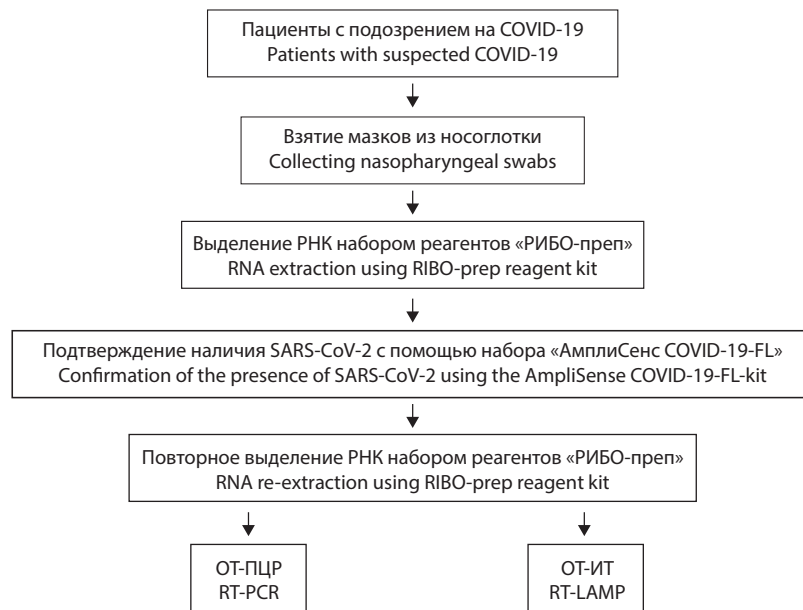 Пациенты с подозрением на COVID-19
Patients with suspected COVID-19
Взятие мазков из носоглотки
Collecting nasopharyngeal swabs
Выделение РНК набором реагентов «РИБО-преп»
RNA extraction using RIBO-prep reagent kit
Подтверждение наличия SARS-CoV-2 с помощью набора «АмплиСенс COVID-19-FL»
Confirmation of the presence of SARS-CoV-2 using the AmpliSense COVID-19-FL-kit
Повторное выделение РНК набором реагентов «РИБО-преп»
RNA re-extraction using RIBO-prep reagent kit
ОТ-ПЦР
RT-PCR
ОТ-ИТ
RT-LAMP